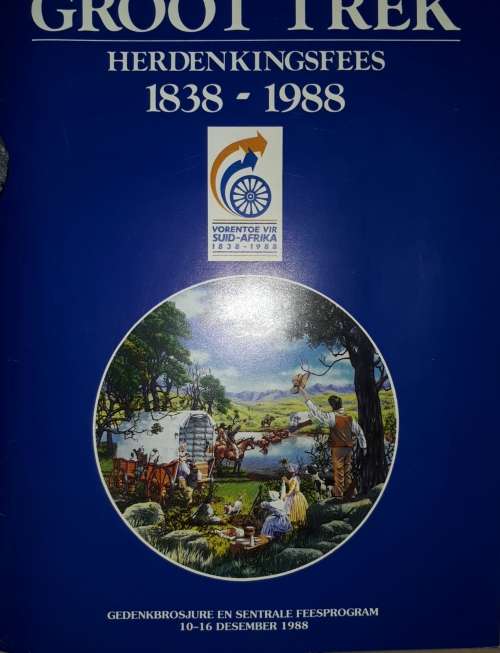 GROOT TREK
HERDENKINGSFEES
1838 - 1988
VORENTOE VIR
SUID-AFRIKA
1838-1988
GEDENKBROSJURE EN SENTRALE FEESPROGRAM
10-16 DESEMBER 1988